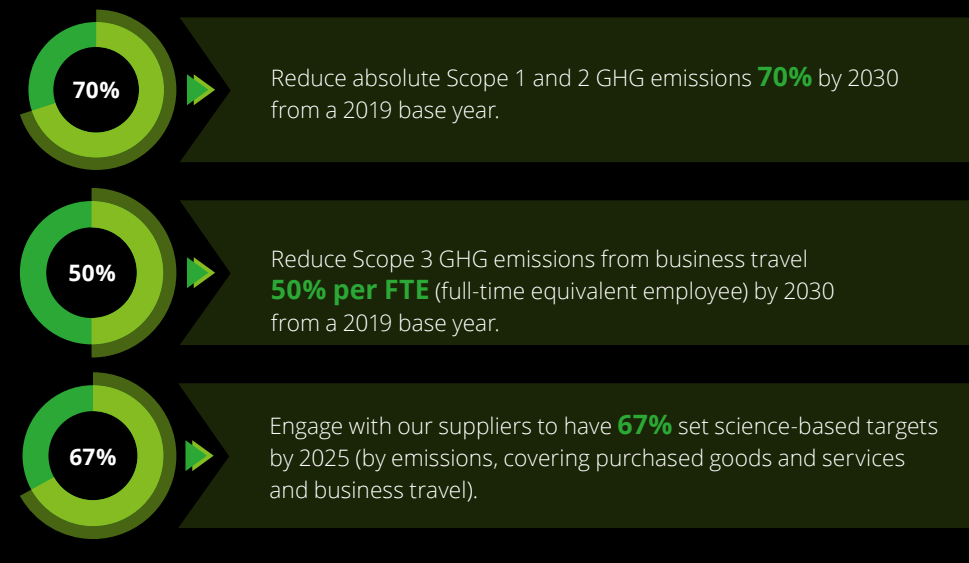 70%
Reduce absolute Scope 1 and 2 GHG emissions 70% by 2030
from a 2019 base year.
50%
Reduce Scope 3 GHG emissions from business travel
50% per FTE (full-time equivalent employee) by 2030
from a 2019 base year.
67%
Engage with our suppliers to have 67% set science-based targets
by 2025 (by emissions, covering purchased goods and services
and business travel).